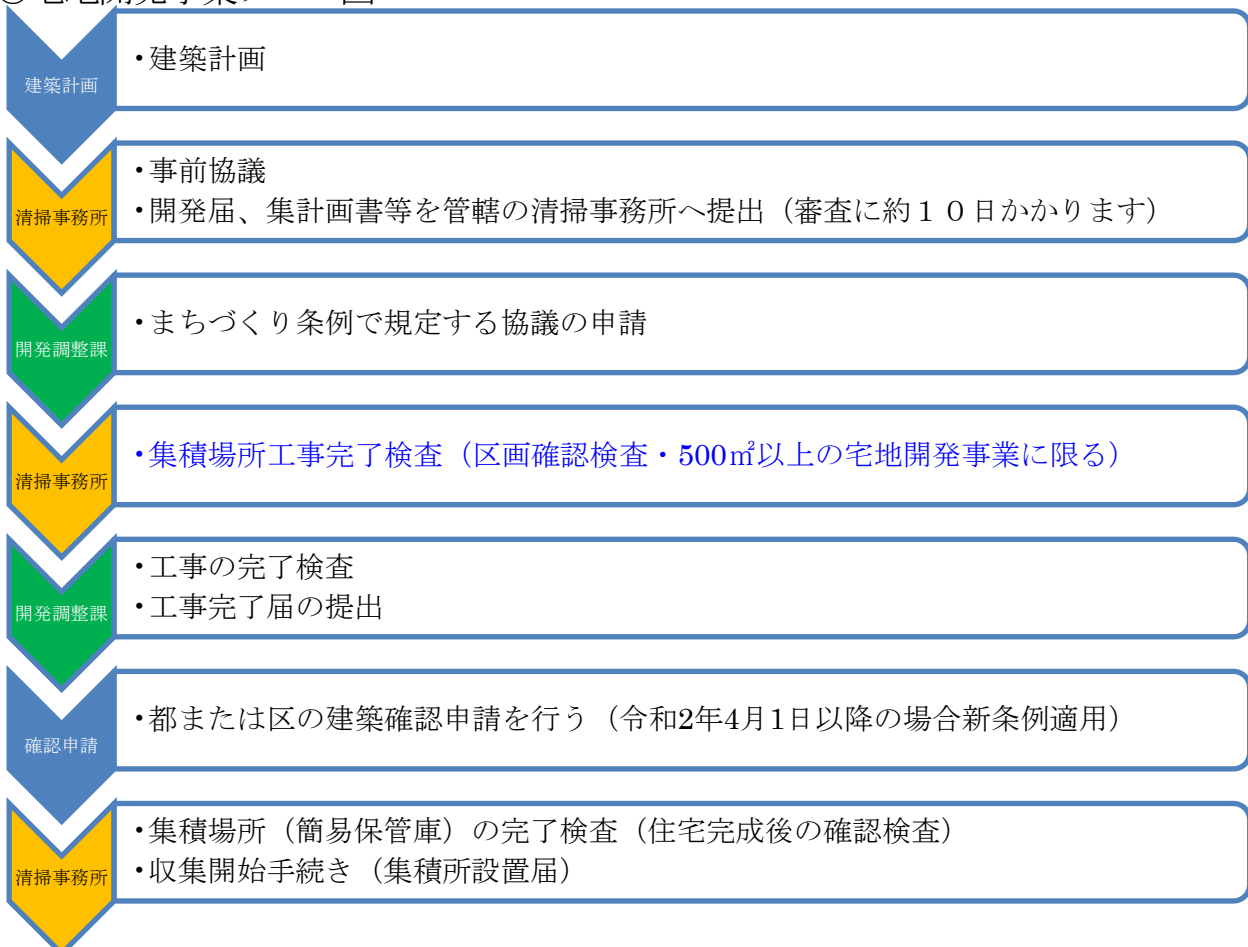 建築計画
・建築計画
清掃事務所
・事前協議
・開発届、集計画書等を管轄の清掃事務所へ提出（審査に約１０日かかります）
開発調整課
・まちづくり条例で規定する協議の申請
清掃事務所
・集積場所工事完了検査（区画確認検査・500㎡以上の宅地開発事業に限る）
開発調整課
・工事の完了検査
・工事完了届の提出
確認申請
・都または区の建築確認申請を行う（令和2年4月1日以降の場合新条例適用）
清掃事務所
・集積場所（簡易保管庫）の完了検査（住宅完成後の確認検査）
・収集開始手続き（集積所設置届）